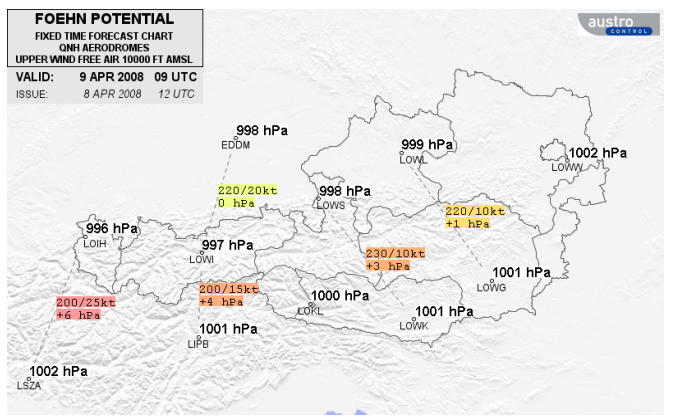 FOEHN POTENTIAL
FIXED TIME FORECAST CHART
QNH AERODROMES
UPPER WIND FREE AIR 10000 FT AMSL
VALID: 9 APR 2008 09 UTC
ISSUE: 8 APR 2008 12 UTC
austro
CONTROL
998 hPa
EDDM
999 hPa
LOWL
1002 hPa
LOWW
220/20kt
0 hPa
998 hPa
LOWS
220/10kt
+1 hPa
996 hPa
LOIH
997 hPa
LOWI
230/10kt
+3 hPa
1001 hPa
LOWG
200/25kt
+6 hPa
200/15kt
+4 hPa
1000 hPa
LOKL
1001 hPa
LOWK
1001 hPa
LIPB
1002 hPa
LSZA